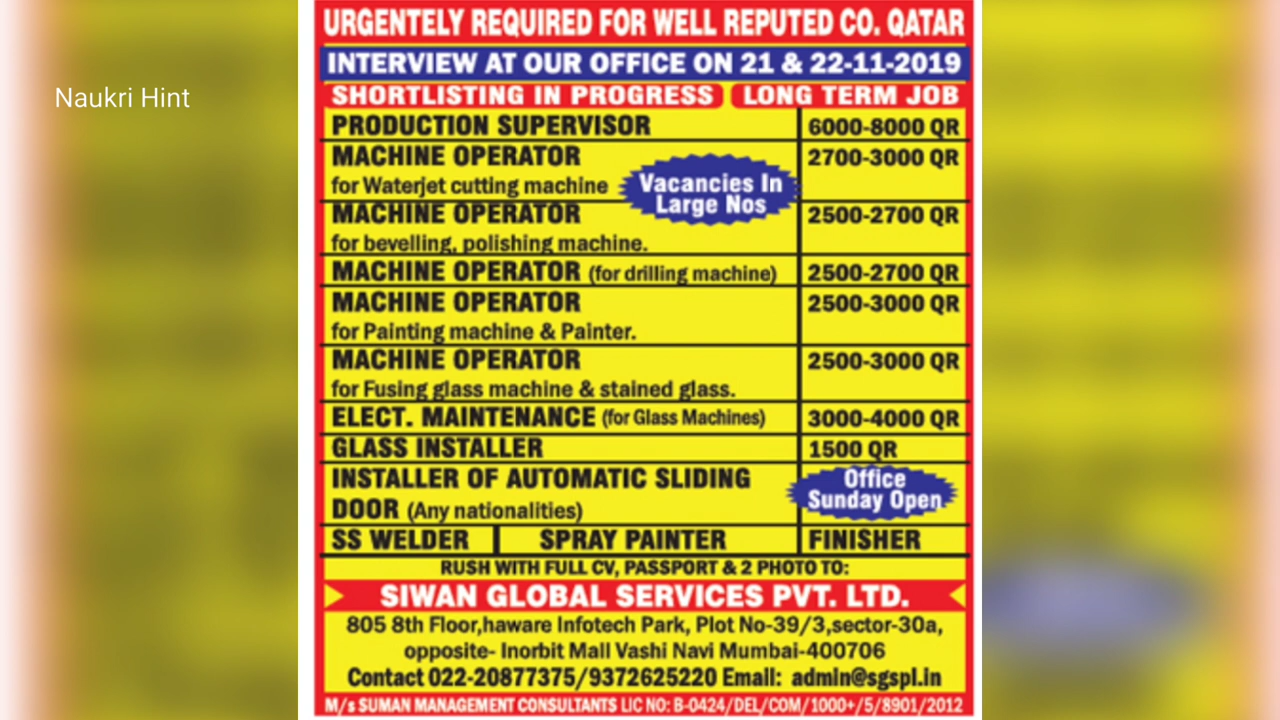 URGENTELY REQUIRED FOR WELL REPUTED CO. QATAR
INTERVIEW AT OUR OFFICE ON 21 & 22-11-2019
Naukri Hint
SHORTLISTING IN PROGRESS LONG TERM JOB
PRODUCTION SUPERVISOR 6000-8000 QR
MACHINE OPERATOR 2700-3000 QR
for Waterjet cutting machine
Vacancies In
Large Nos
MACHINE OPERATOR 2500-2700 QR
for bevelling, polishing machine.
MACHINE OPERATOR (for drilling machine) 2500-2700 QR
MACHINE OPERATOR 2500-3000 QR
for Painting machine & Painter.
MACHINE OPERATOR 2500-3000 QR
for Fusing glass machine & stained glass.
ELECT. MAINTENANCE (for Glass Machines) 3000-4000 QR
GLASS INSTALLER 1500 QR
INSTALLER OF AUTOMATIC SLIDING
DOOR (Any nationalities)
Office
Sunday Open
SS WELDER SPRAY PAINTER FINISHER
RUSH WITH FULL CV, PASSPORT & 2 PHOTO TO:
SIWAN GLOBAL SERVICES PVT. LTD.
805 8th Floor,haware Infotech Park, Plot No-39/3,sector-30a,
opposite- Inorbit Mall Vashi Navi Mumbai-400706
Contact 022-20877375/9372625220 Email: admin@sgspl.in
M/s SUMAN MANAGEMENT CONSULTANTS LIC NO: B-0424/DEL/COM/1000+/5/8901/2012